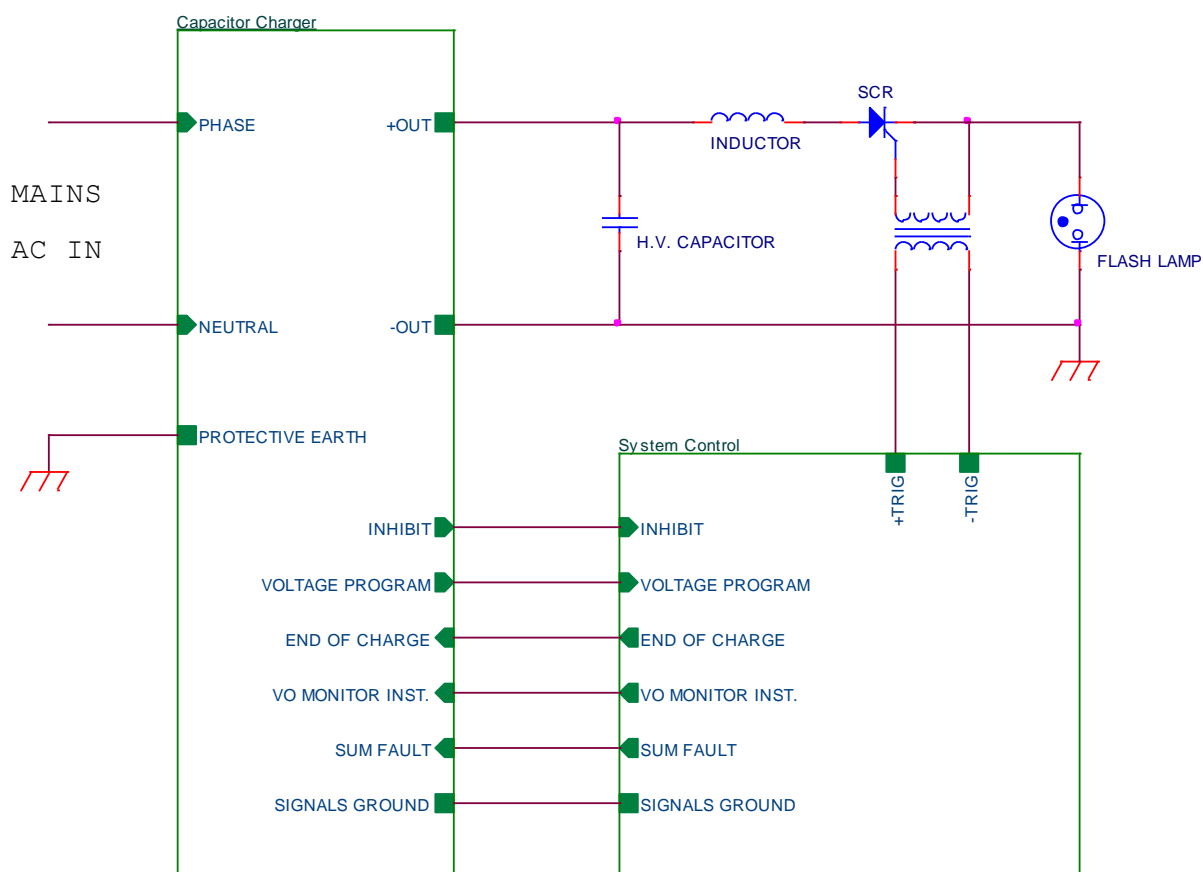 Capacitor Charger
SCR
PHASE
+OUT
INDUCTOR
MAINS
AC IN
H.V. CAPACITOR
FLASH LAMP
NEUTRAL
-OUT
PROTECTIVE EARTH
System Control
+TRIG
-TRIG
INHIBIT
INHIBIT
VOLTAGE PROGRAM
VOLTAGE PROGRAM
END OF CHARGE
END OF CHARGE
VO MONITOR INST.
VO MONITOR INST.
SUM FAULT
SUM FAULT
SIGNALS GROUND
SIGNALS GROUND